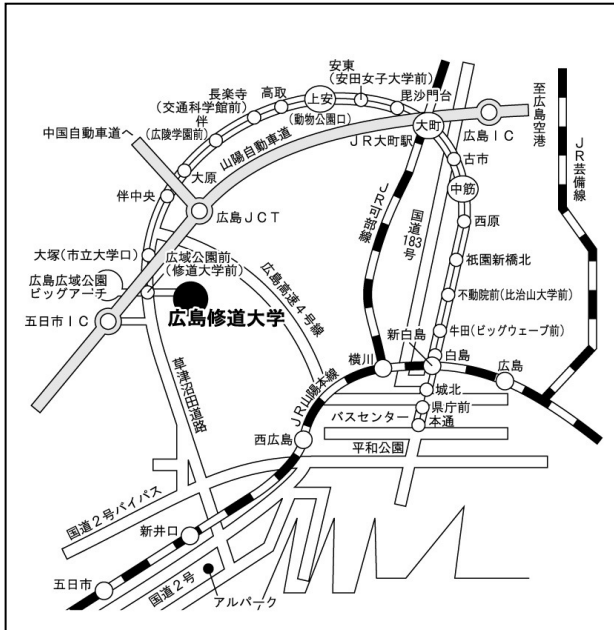 安東
(安田女子大学前)
毘沙門台
長楽寺
(交通科学館前)
高取
上安
(動物公園口)
伴
(広陵学園前)
中国自動車道へ
山陽自動車道
大町
JR大町駅
広島IC
至広島空港
JR芸備線
大原
古市
中筋
伴中央
JR可部線
国道183号
西原
広島JCT
大塚(市立大学口)
広域公園前
(修道大学前)
祇園新橋北
広島広域公園
ビッグアーチ
広島高速4号線
不動院前(比治山大学前)
広島修道大学
五日市IC
新白島
牛田(ビッグウェーブ前)
白島
横川
広島
草津沼田道路
JR山陽本線
城北
県庁前
バスセンター
本通
西広島
平和公園
国道2号バイパス
新井口
五日市
国道2号
アルパーク